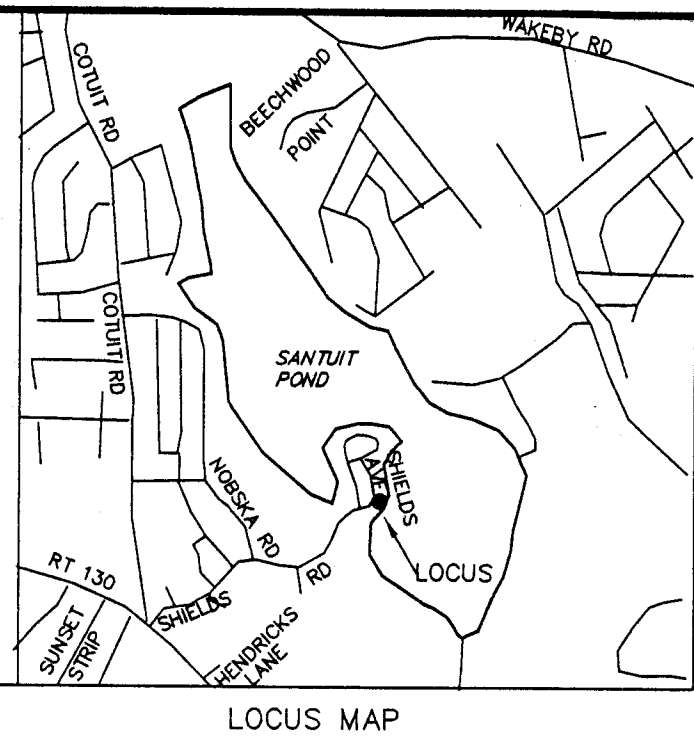 WAKEBY RD
COTUIT RD
BEECHWOOD
POINT
COTUIT RD
SANTUIT
POND
SHIELDS
AVE
NOBSKA RD
LOCUS
RT 130
RD
SHIELDS
SUNSET
STRIP
HENDRICKS
LANE
LOCUS MAP